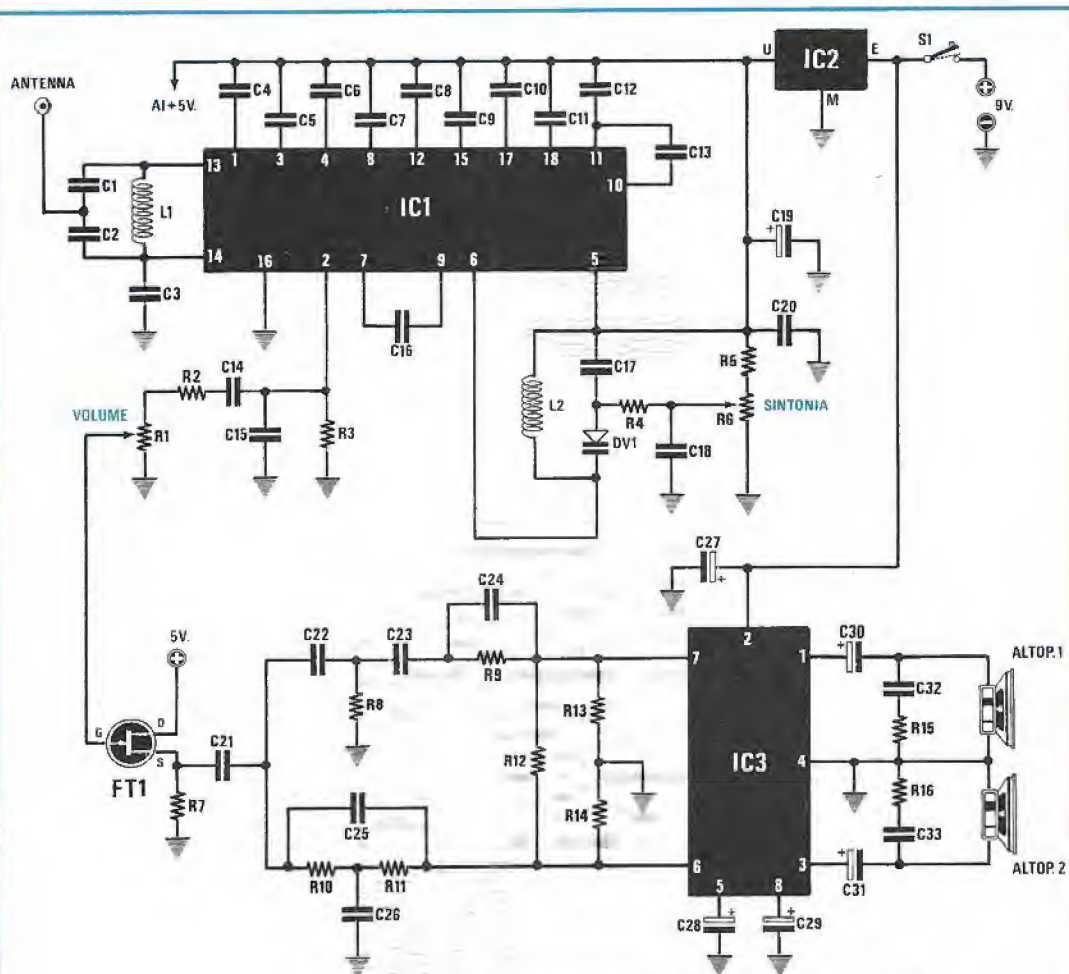 ANTENNA
AI+5V.
C4
C5
C6
C7
C8
C9
C10
C11
C12
C13
U
IC2
E
M
S1
9V.
C1
C2
L1
C3
13
14
1
3
4
8
12
15
17
18
11
10
IC1
16
2
7
9
6
5
C16
C19
C20
R2
C14
VOLUME
R1
C15
R3
L2
C17
R4
DV1
C18
R5
R6
SINTONIA
C27
C24
C22
C23
R9
R8
5V.
G
D
S
FT1
C21
R7
C25
R10
R11
C26
R12
R13
R14
2
7
1
IC3
4
6
3
5
8
C28
C29
C30
C32
R15
R16
C33
C31
ALTOP.1
ALTOP.2